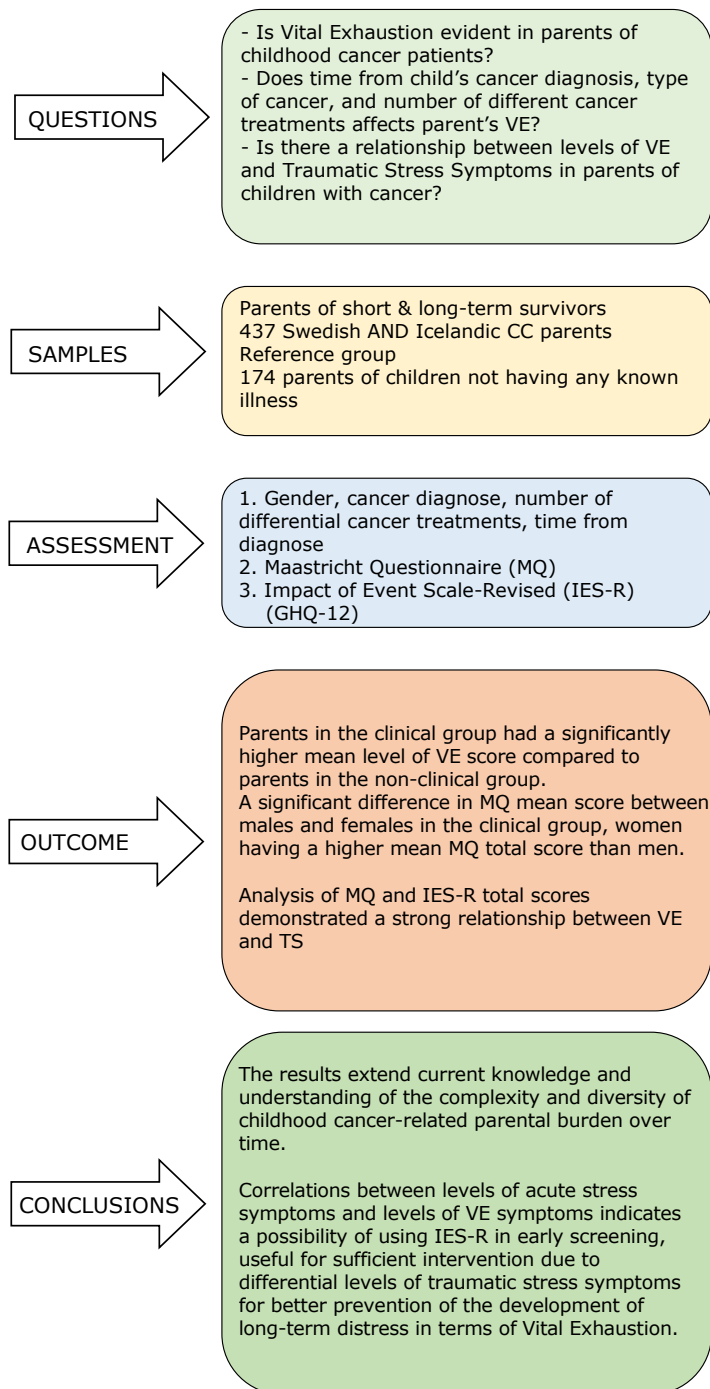 QUESTIONS
- Is Vital Exhaustion evident in parents of
childhood cancer patients?
- Does time from child's cancer diagnosis, type
of cancer, and number of different cancer
treatments affects parent's VE?
- Is there a relationship between levels of VE
and Traumatic Stress Symptoms in parents of
children with cancer?
SAMPLES
Parents of short & long-term survivors
437 Swedish AND Icelandic CC parents
Reference group
174 parents of children not having any known
illness
ASSESSMENT
1. Gender, cancer diagnose, number of
differential cancer treatments, time from
diagnose
2. Maastricht Questionnaire (MQ)
3. Impact of Event Scale-Revised (IES-R)
(GHQ-12)
OUTCOME
Parents in the clinical group had a significantly
higher mean level of VE score compared to
parents in the non-clinical group.
A significant difference in MQ mean score between
males and females in the clinical group, women
having a higher mean MQ total score than men.
Analysis of MQ and IES-R total scores
demonstrated a strong relationship between VE
and TS
CONCLUSIONS
The results extend current knowledge and
understanding of the complexity and diversity of
childhood cancer-related parental burden over
time.
Correlations between levels of acute stress
symptoms and levels of VE symptoms indicates
a possibility of using IES-R in early screening,
useful for sufficient intervention due to
differential levels of traumatic stress symptoms
for better prevention of the development of
long-term distress in terms of Vital Exhaustion.